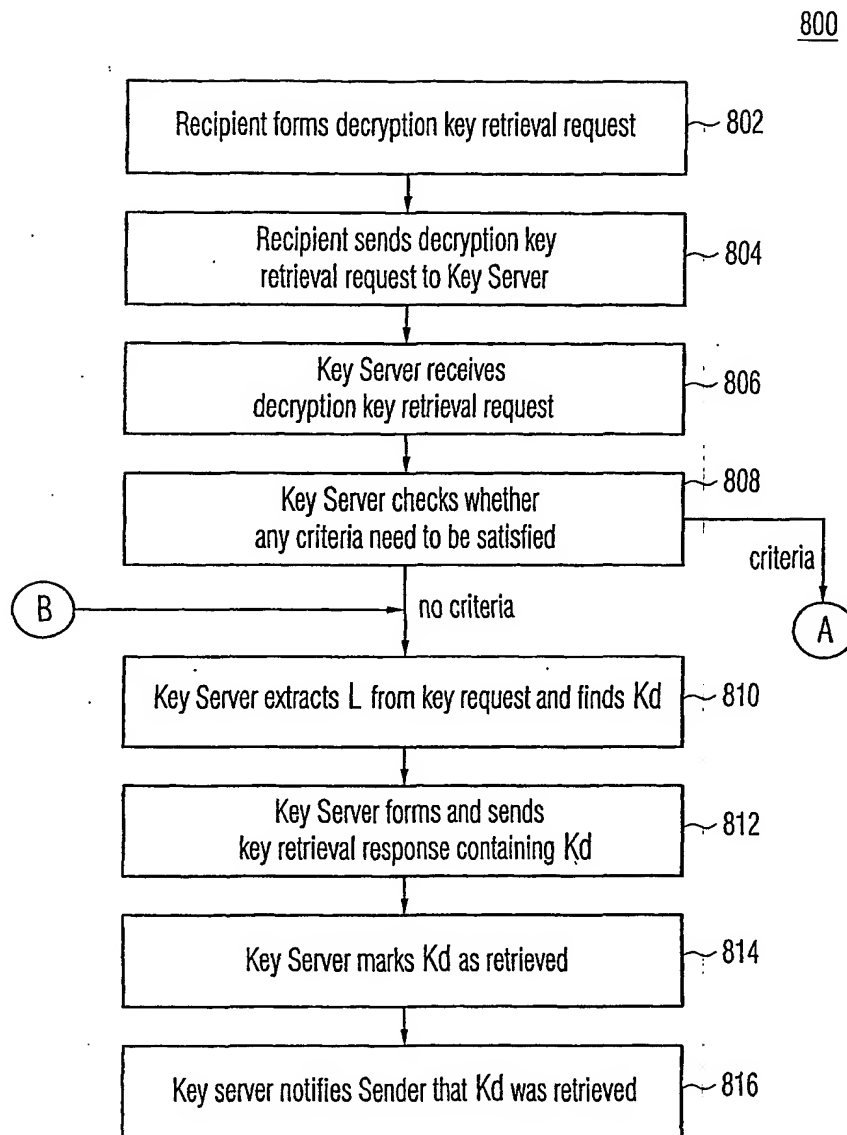 800
Recipient forms decryption key retrieval request
802
Recipient sends decryption key
retrieval request to Key Server
804
Key Server receives
decryption key retrieval request
806
Key Server checks whether
any criteria need to be satisfied
808
criteria
A
B
no criteria
Key Server extracts L from key request and finds Kd
810
Key Server forms and sends
key retrieval response containing Kd
812
Key Server marks Kd as retrieved
814
Key server notifies Sender that Kd was retrieved
816